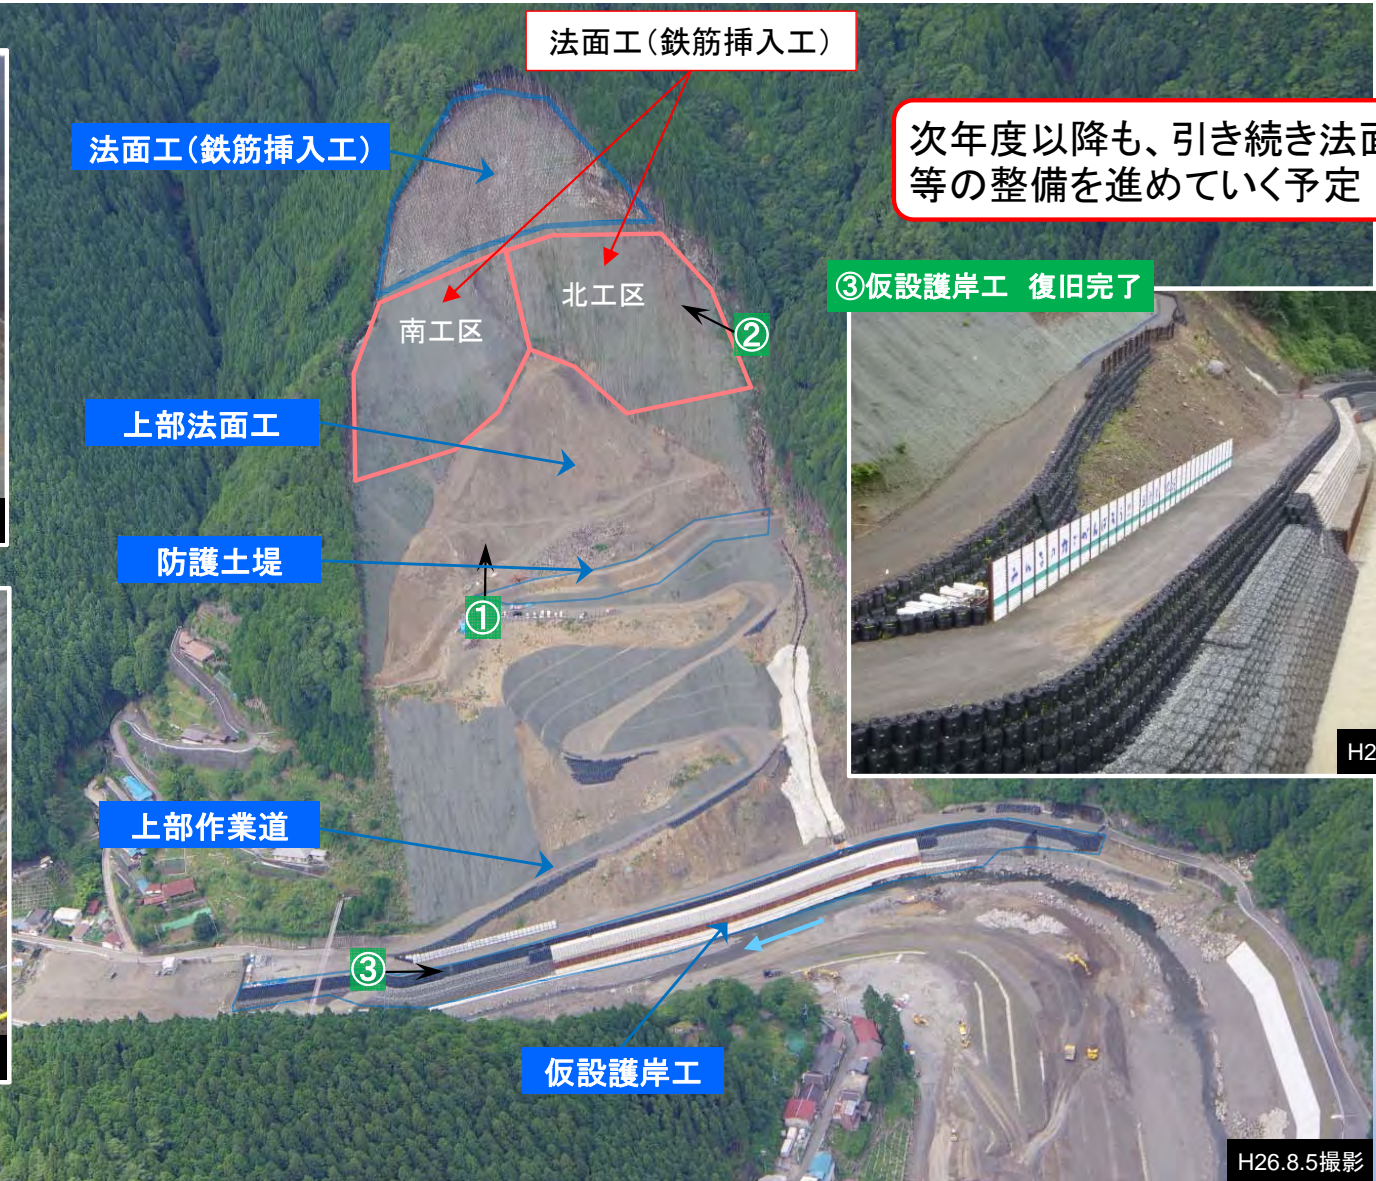 法面工(鉄筋挿入工)
法面工(鉄筋挿入工)
次年度以降も、引き続き法面
等の整備を進めていく予定
③仮設護岸工 復旧完了
北工区
南工区
②
上部法面工
防護土堤
①
H2
上部作業道
③
仮設護岸工
H26.8.5撮影